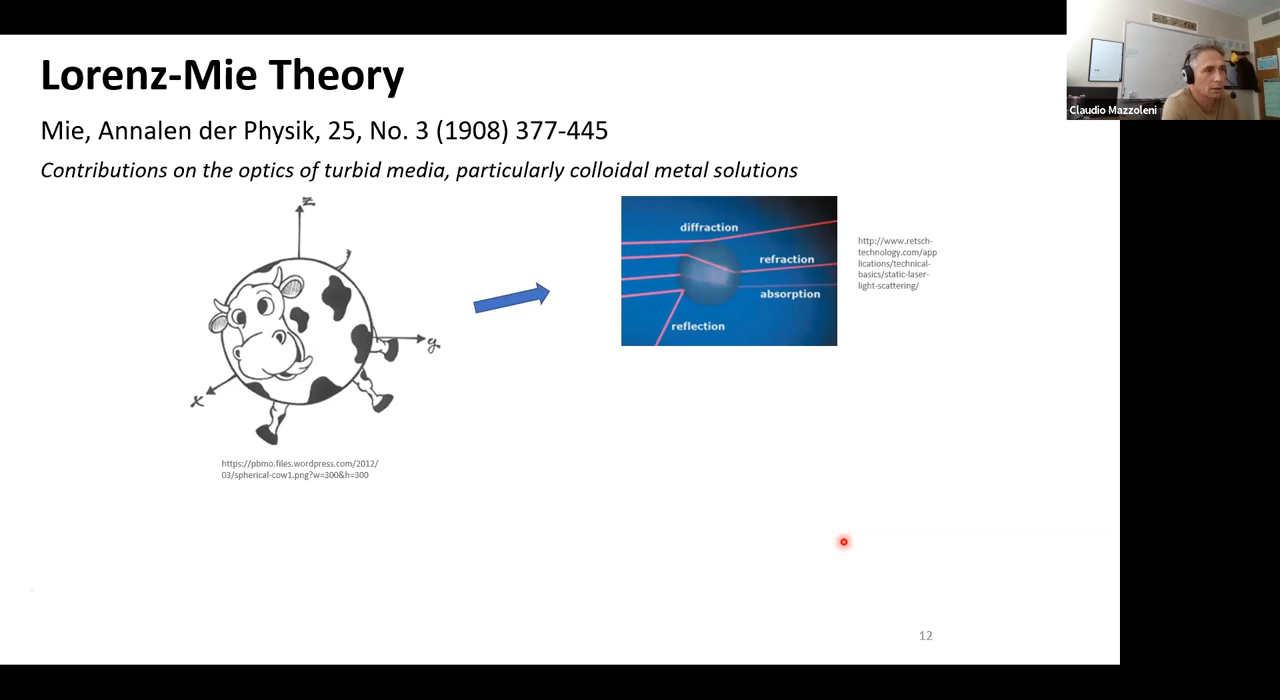 Lorenz-Mie Theory
Mie, Annalen der Physik, 25, No. 3 (1908) 377-445
Contributions on the optics of turbid media, particularly colloidal metal solutions
z
y
x
https://pbmo.files.wordpress.com/2012/
03/spherical-cow1.png?w=300&h=300
diffraction
refraction
absorption
reflection
http://www.retsch-
technology.com/app
lications/technical-
basics/static-laser-
light-scattering/
12
Claudio Mazzoleni